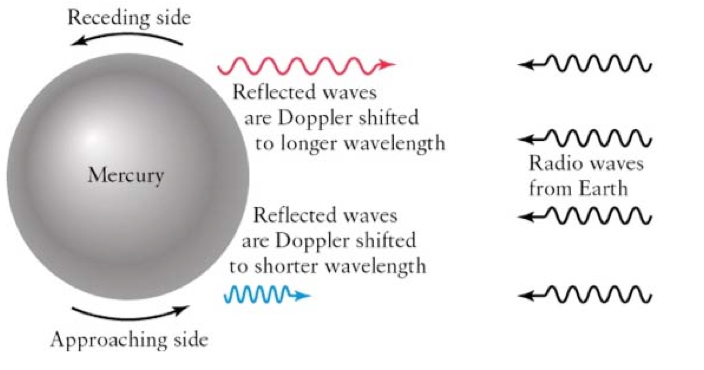 Receding side
Reflected waves
are Doppler shifted
to longer wavelength
Mercury
Radio waves
from Earth
Reflected waves
are Doppler shifted
to shorter wavelength
Approaching side